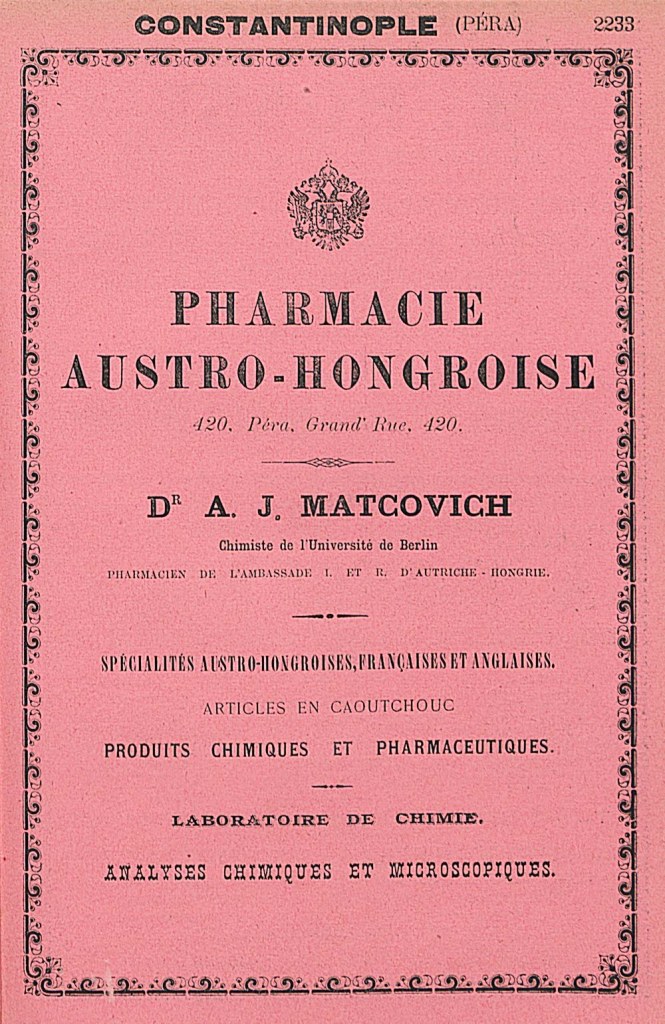 CONSTANTINOPLE (PÉRA) 2233
PHARMACIE
AUSTRO-HONGROISE
420, Péra, Grand' Rue, 420.
Dr A. J. MATCOVICH
Chimiste de l'Université de Berlin
PHARMACIEN DE L'AMBASSADE I. ET R. D'AUTRICHE-HONGRIE.
SPÉCIALITÉS AUSTRO-HONGROISES, FRANÇAISES ET ANGLAISES.
ARTICLES EN CAOUTCHOUC
PRODUITS CHIMIQUES ET PHARMACEUTIQUES.
LABORATOIRE DE CHIMIE.
ANALYSES CHIMIQUES ET MICROSCOPIQUES.